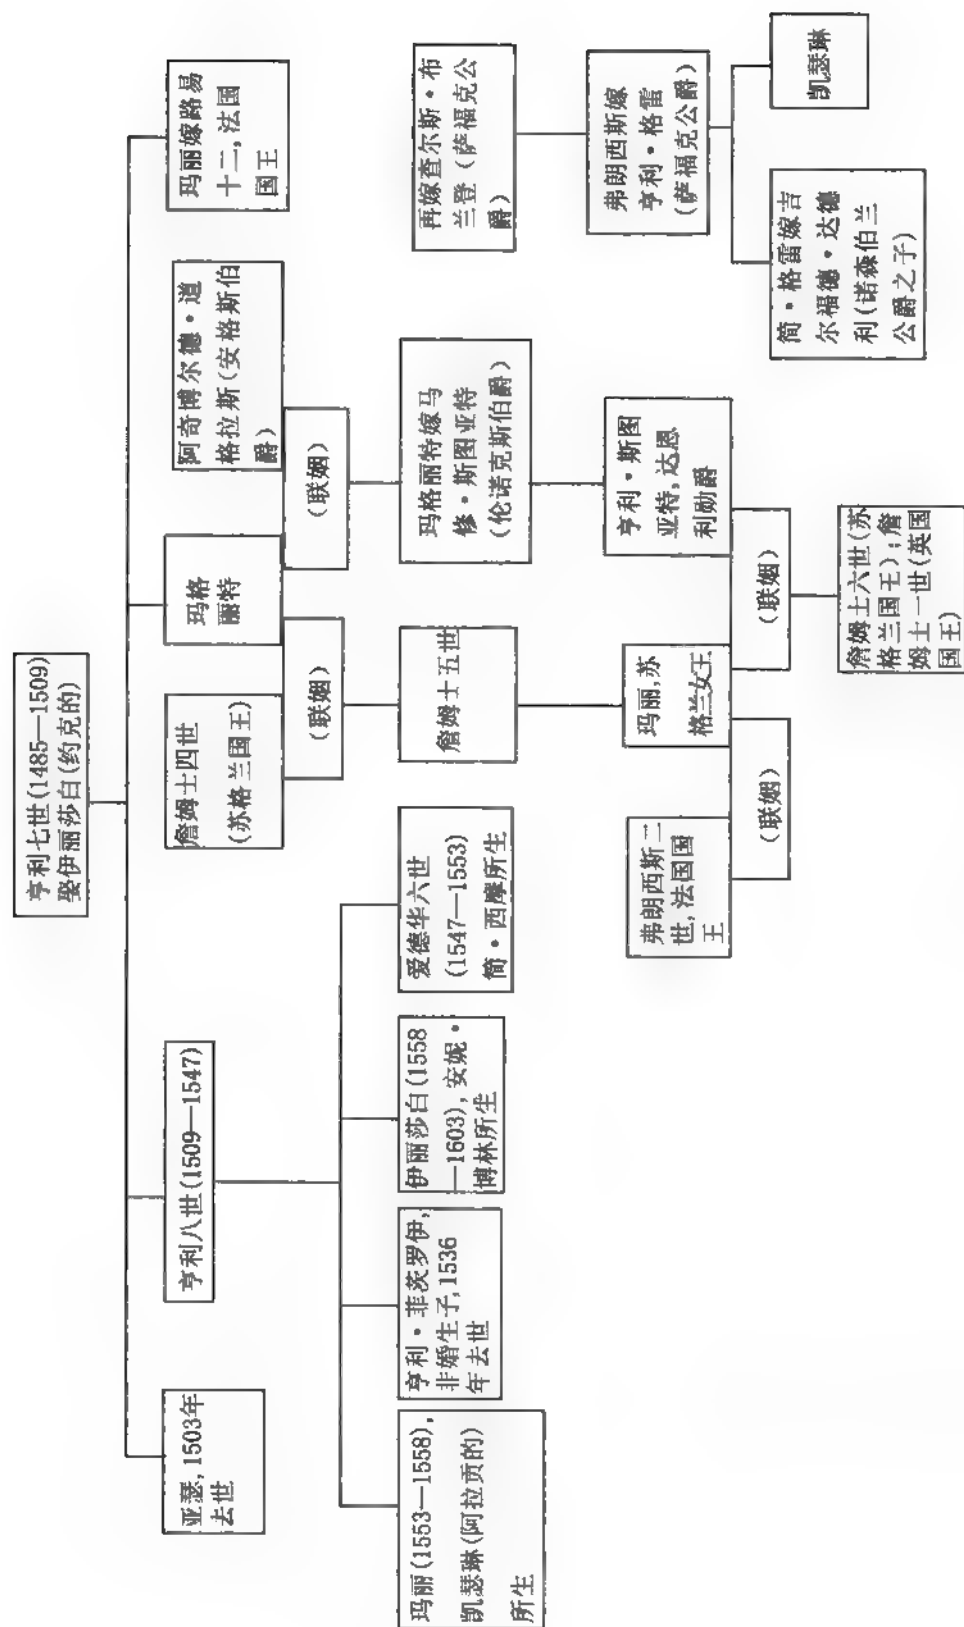 亨利七世(1485—1509)
娶伊丽莎白(约克的)
亚瑟,1503年
去世
亨利八世(1509—1547)
詹姆士四世
(苏格兰国王)
玛格
丽特
阿奇博尔德·道
格拉斯(安格斯伯
爵)
玛丽嫁路易
十二,法国
国王
(联姻)
(联姻)
玛丽(1553—1558),
凯瑟琳(阿拉贡的)
所生
亨利·菲茨罗伊,
非婚生子,1536
年去世
伊丽莎白(1558
—1603),安妮·
博林所生
爱德华六世
(1547—1553)
简·西摩所生
詹姆士五世
玛格丽特嫁马
修·斯图亚特
(伦诺克斯伯爵)
再嫁查尔斯·布
兰登（萨福克公
爵）
弗朗西斯二
世,法国国
王
玛丽,苏
格兰女王
亨利·斯图
亚特,达恩
利勋爵
弗朗西斯嫁
亨利·格雷
(萨福克公爵)
(联姻)
(联姻)
简·格雷嫁吉
尔福德·达德
利(诺森伯兰
公爵之子)
凯瑟琳
詹姆士六世(苏
格兰国王);詹
姆士一世(英国
国王)